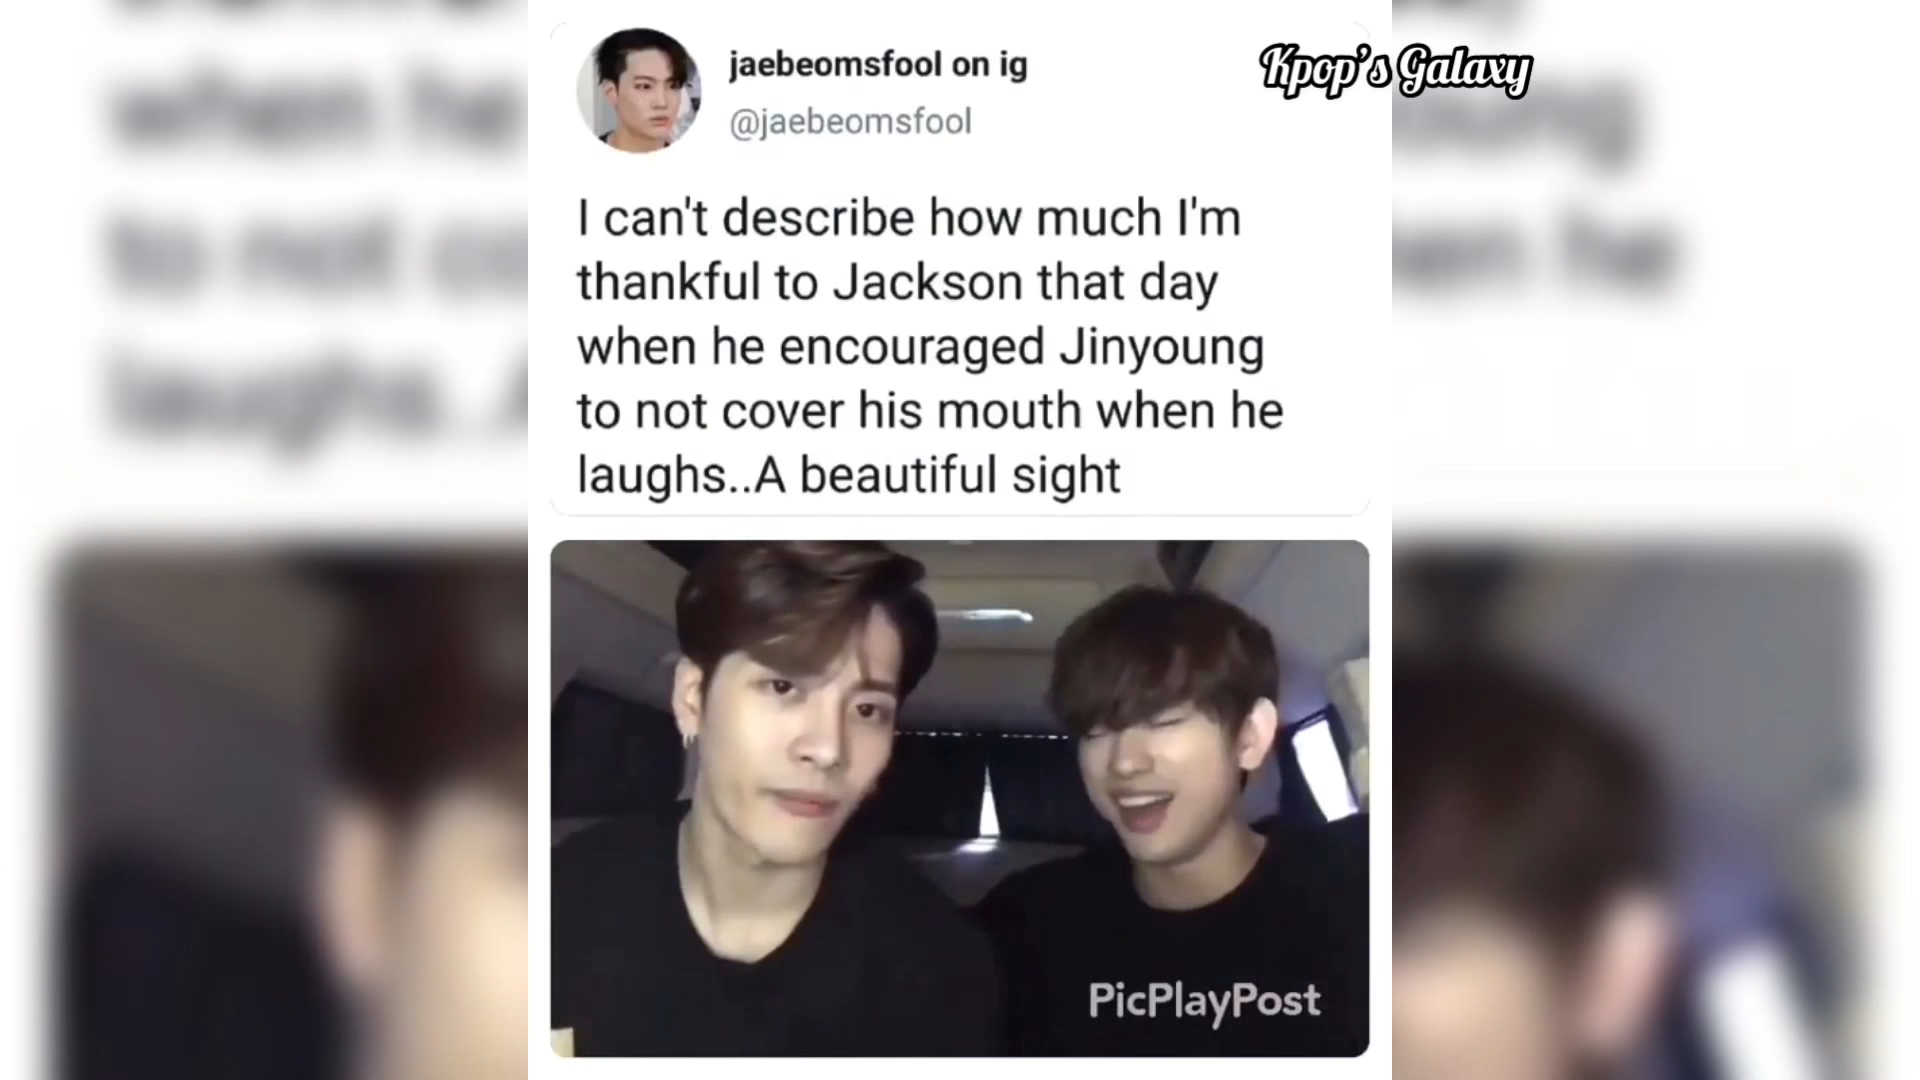 jaebeomsfool on ig
Kpop's Galaxy
@jaebeomsfool
I can't describe how much I'm
thankful to Jackson that day
when he encouraged Jinyoung
to not cover his mouth when he
laughs..A beautiful sight
PicPlayPost